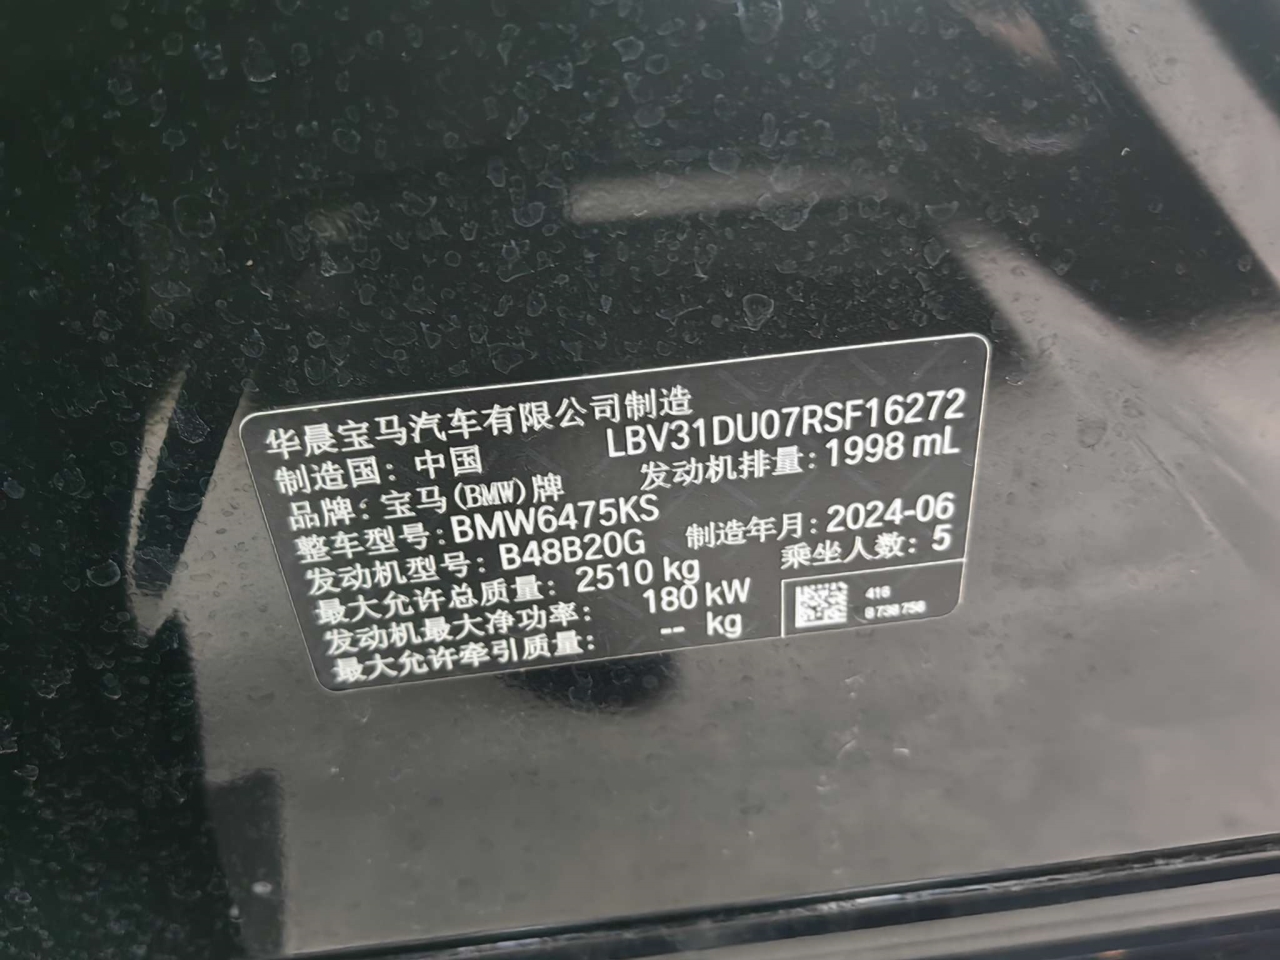 华晨宝马汽车有限公司制造
制造国：中国 LBV31DU07RSF16272
品牌：宝马(BMW)牌 发动机排量：1998 mL
整车型号：BMW6475KS
发动机型号：B48B20G 制造年月：2024-06
最大允许总质量：2510 kg 乘坐人数：5
发动机最大净功率：180 kW
最大允许牵引质量：-- kg
416